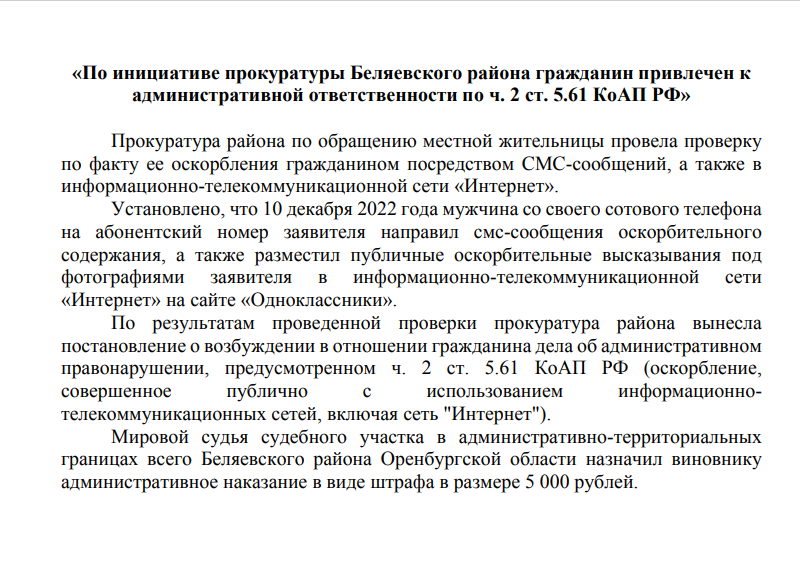 «По инициативе прокуратуры Беляевского района гражданин привлечен к
административной ответственности по ч. 2 ст. 5.61 КоАП РФ»
Прокуратура района по обращению местной жительницы провела проверку
по факту ее оскорбления гражданином посредством СМС-сообщений, а также в
информационно-телекоммуникационной сети «Интернет».
Установлено, что 10 декабря 2022 года мужчина со своего сотового телефона
на абонентский номер заявителя направил смс-сообщения оскорбительного
содержания, а также разместил публичные оскорбительные высказывания под
фотографиями заявителя в информационно-телекоммуникационной сети
«Интернет» на сайте «Одноклассники».
По результатам проведенной проверки прокуратура района вынесла
постановление о возбуждении в отношении гражданина дела об административном
правонарушении, предусмотренном ч. 2 ст. 5.61 КоАП РФ (оскорбление,
совершенное публично с использованием информационно-
телекоммуникационных сетей, включая сеть "Интернет").
Мировой судья судебного участка в административно-территориальных
границах всего Беляевского района Оренбургской области назначил виновнику
административное наказание в виде штрафа в размере 5 000 рублей.